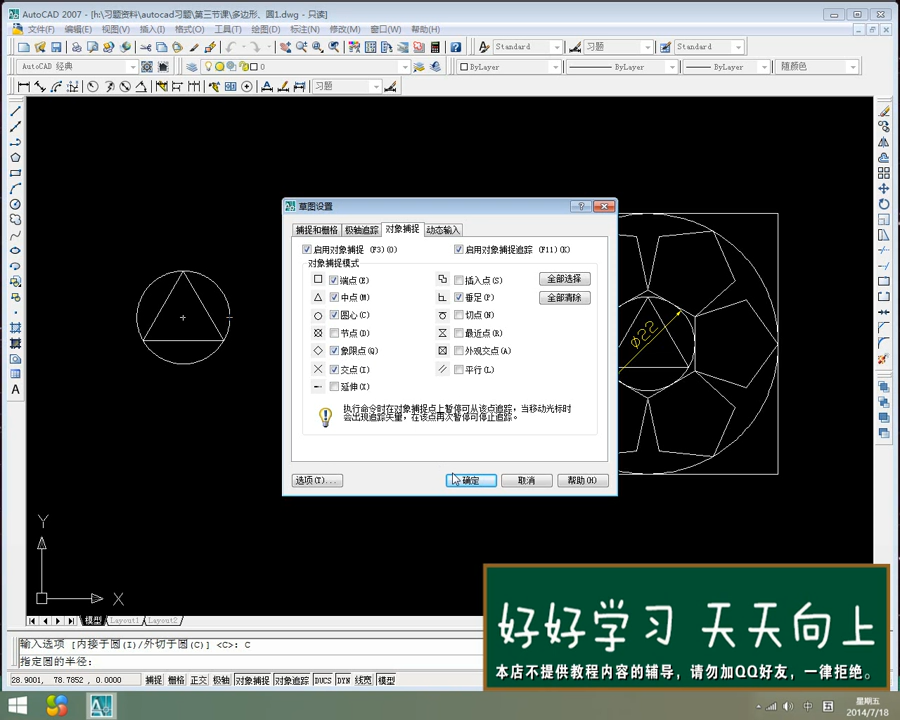 AutoCAD 2007 - [h:\习题资料\autocad习题\第三节课\多边形、圆1.dwg - 只读]
文件(F) 编辑(E) 视图(V) 插入(I) 格式(O) 工具(T) 绘图(D) 标注(N) 修改(M) 窗口(W) 帮助(H)
Standard 习题 Standard
AutoCAD 经典 0 ByLayer ByLayer ByLayer 随颜色
习题
草图设置
捕捉和栅格 极轴追踪 对象捕捉 动态输入
启用对象捕捉 (F3)(O) 启用对象捕捉追踪 (F11)(K)
对象捕捉模式
端点(E) 插入点(S) 全部选择
中点(M) 垂足(P) 全部清除
圆心(C) 切点(N)
节点(D) 最近点(R)
象限点(Q) 外观交点(A)
交点(I) 平行(L)
延伸(X)
执行命令时在对象捕捉点上暂停可从该点追踪，当移动光标时
会出现追踪矢量，在该点再次暂停可停止追踪。
选项(T)... 确定 取消 帮助(H)
Ø22
Y
X
模型 Layout1 Layout2
输入选项 [内接于圆(I)/外切于圆(C)] <C>: C
指定圆的半径:
28.9001, 78.7852 , 0.0000 捕捉 栅格 正交 极轴 对象捕捉 对象追踪 DUCS DYN 线宽 模型
好好学习 天天向上
本店不提供教程内容的辅导，请勿加QQ好友，一律拒绝。
中
星期五
2014/7/18